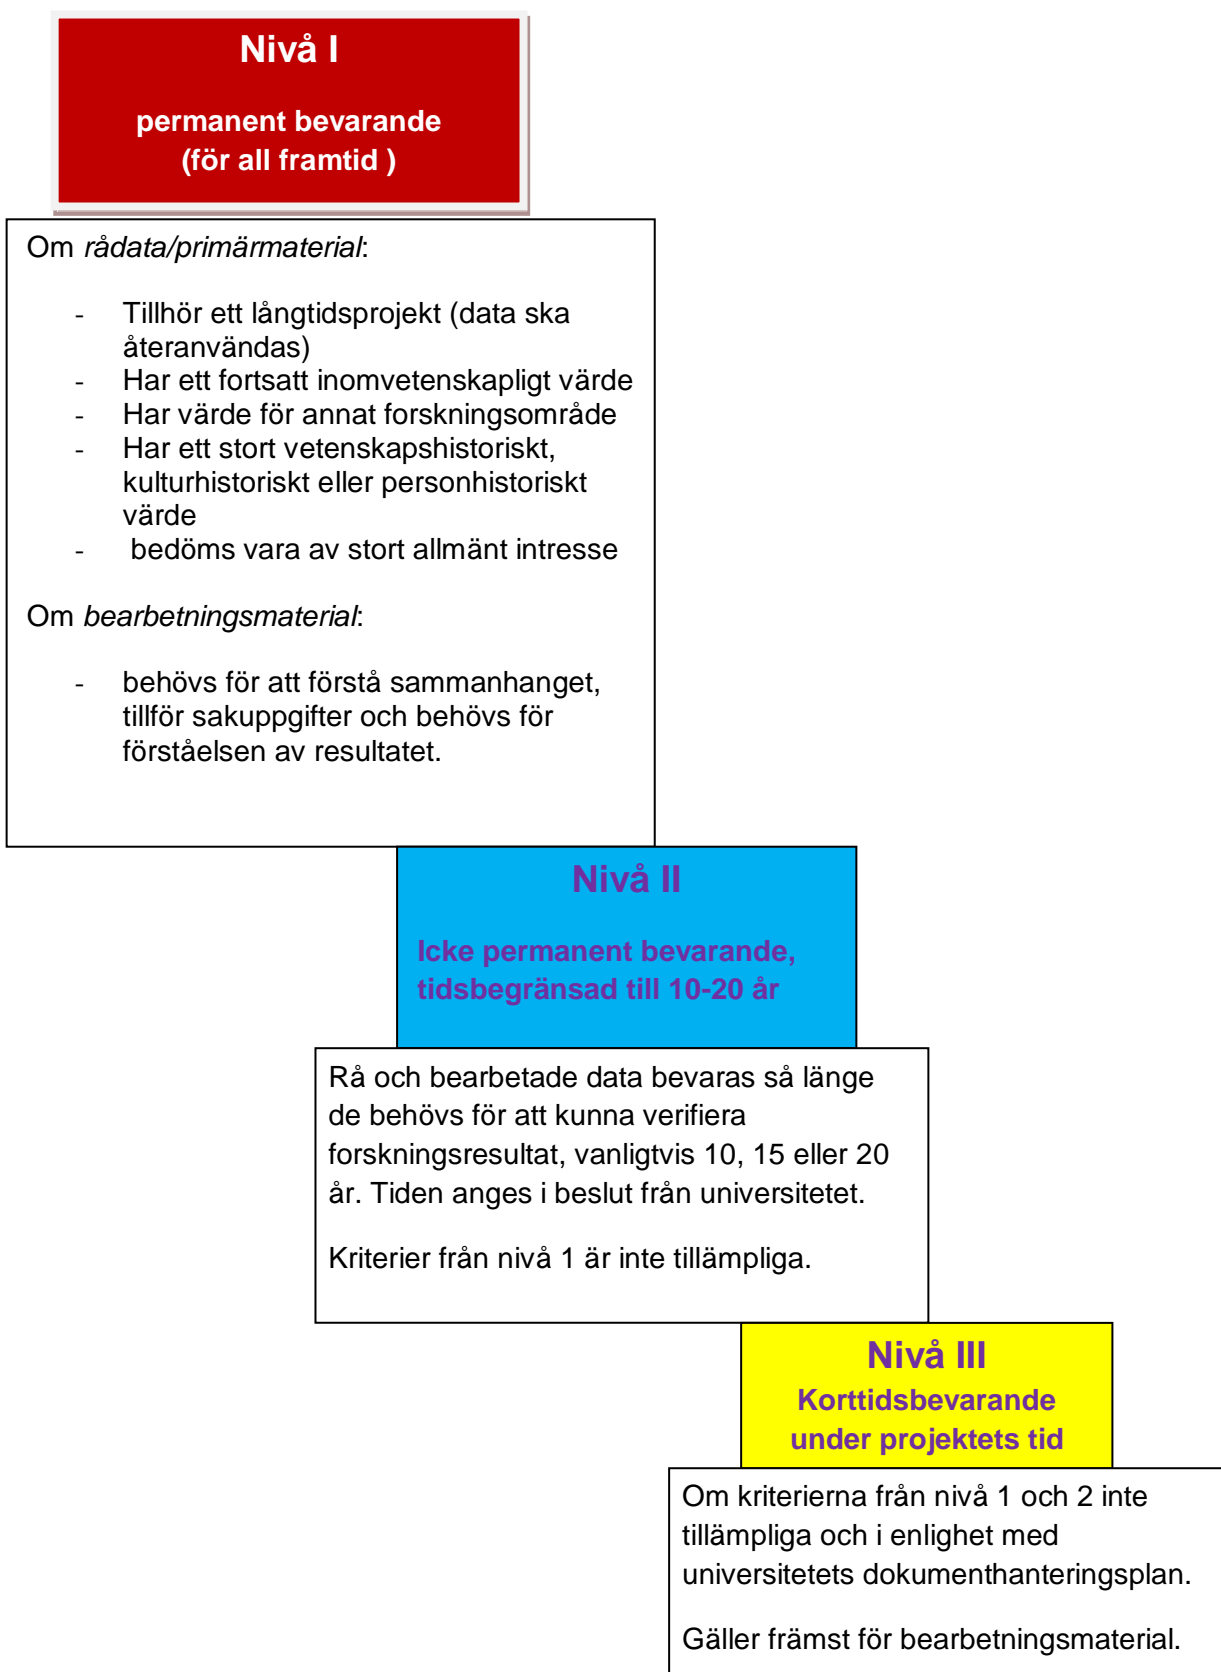 Nivå I
permanent bevarande
(för all framtid )
Om rådata/primärmaterial:
- Tillhör ett långtidsprojekt (data ska
återanvändas)
- Har ett fortsatt inomvetenskapligt värde
- Har värde för annat forskningsområde
- Har ett stort vetenskapshistoriskt,
kulturhistoriskt eller personhistoriskt
värde
- bedöms vara av stort allmänt intresse
Om bearbetningsmaterial:
- behövs för att förstå sammanhanget,
tillför sakuppgifter och behövs för
förståelsen av resultatet.
Nivå II
Icke permanent bevarande,
tidsbegränsad till 10-20 år
Rå och bearbetade data bevaras så länge
de behövs för att kunna verifiera
forskningsresultat, vanligtvis 10, 15 eller 20
år. Tiden anges i beslut från universitetet.
Kriterier från nivå 1 är inte tillämpliga.
Nivå III
Korttidsbevarande
under projektets tid
Om kriterierna från nivå 1 och 2 inte
tillämpliga och i enlighet med
universitetets dokumenthanteringsplan.
Gäller främst för bearbetningsmaterial.